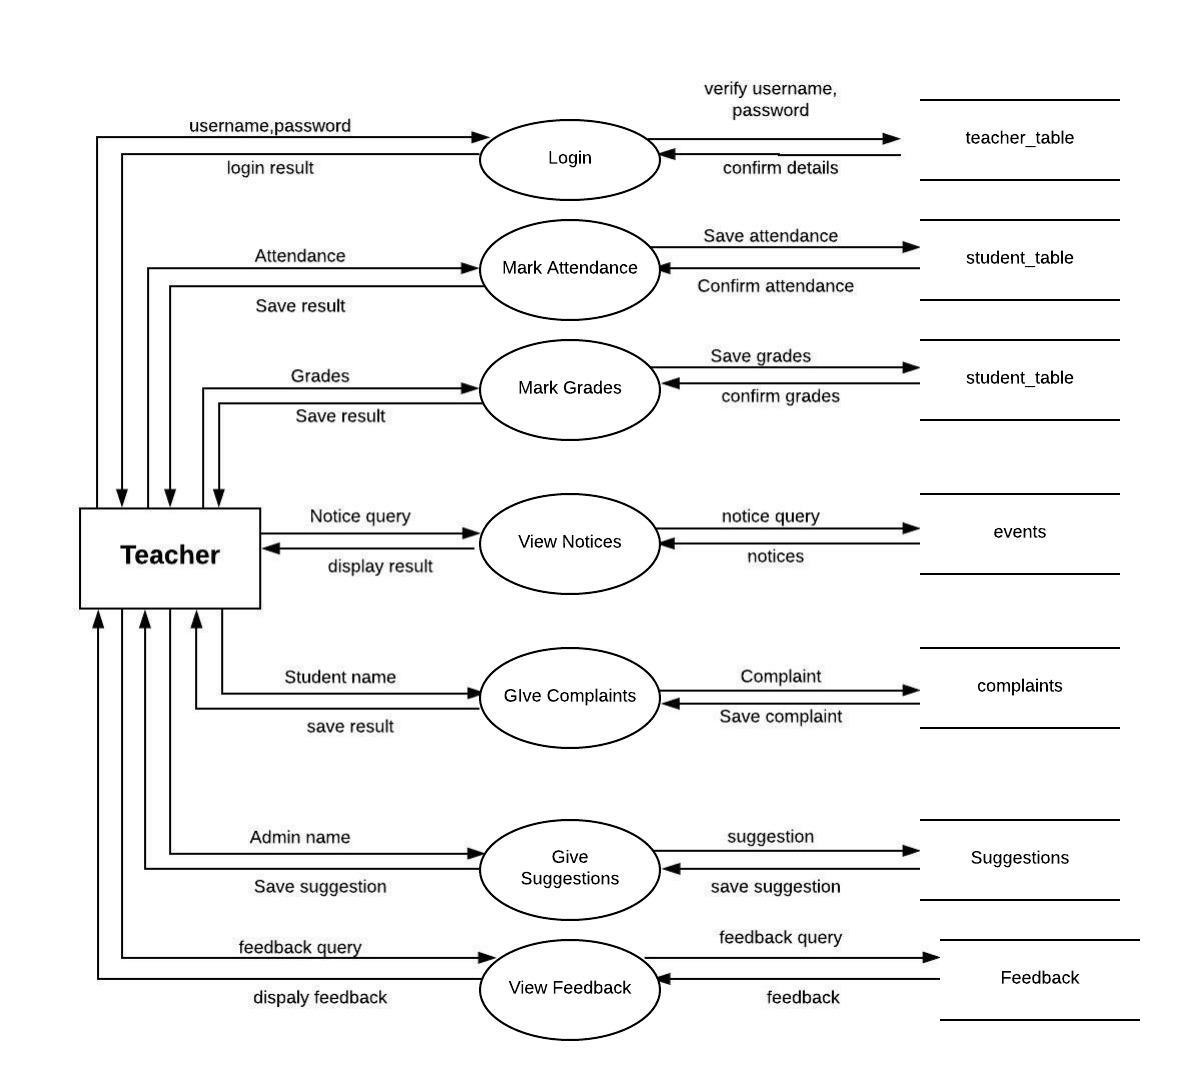 verify username,
password
username,password
teacher_table
Login
login result
confirm details
Save attendance
Attendance
student_table
Mark Attendance
Confirm attendance
Save result
Save grades
Grades
student_table
Mark Grades
confirm grades
Save result
Notice query
notice query
events
View Notices
Teacher
display result
notices
Student name
Complaint
complaints
GIve Complaints
save result
Save complaint
Admin name
suggestion
Give
Suggestions
Suggestions
Save suggestion
save suggestion
feedback query
feedback query
Feedback
View Feedback
dispaly feedback
feedback